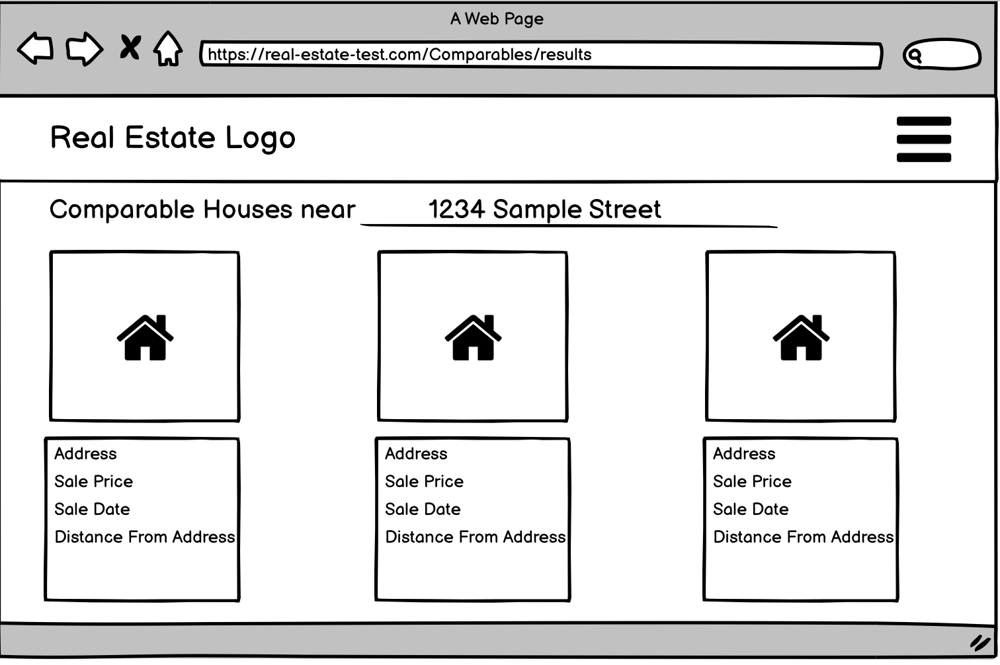 A Web Page
https://real-estate-test.com/Comparables/results
Real Estate Logo
Comparable Houses near 1234 Sample Street
Address
Sale Price
Sale Date
Distance From Address
Address
Sale Price
Sale Date
Distance From Address
Address
Sale Price
Sale Date
Distance From Address